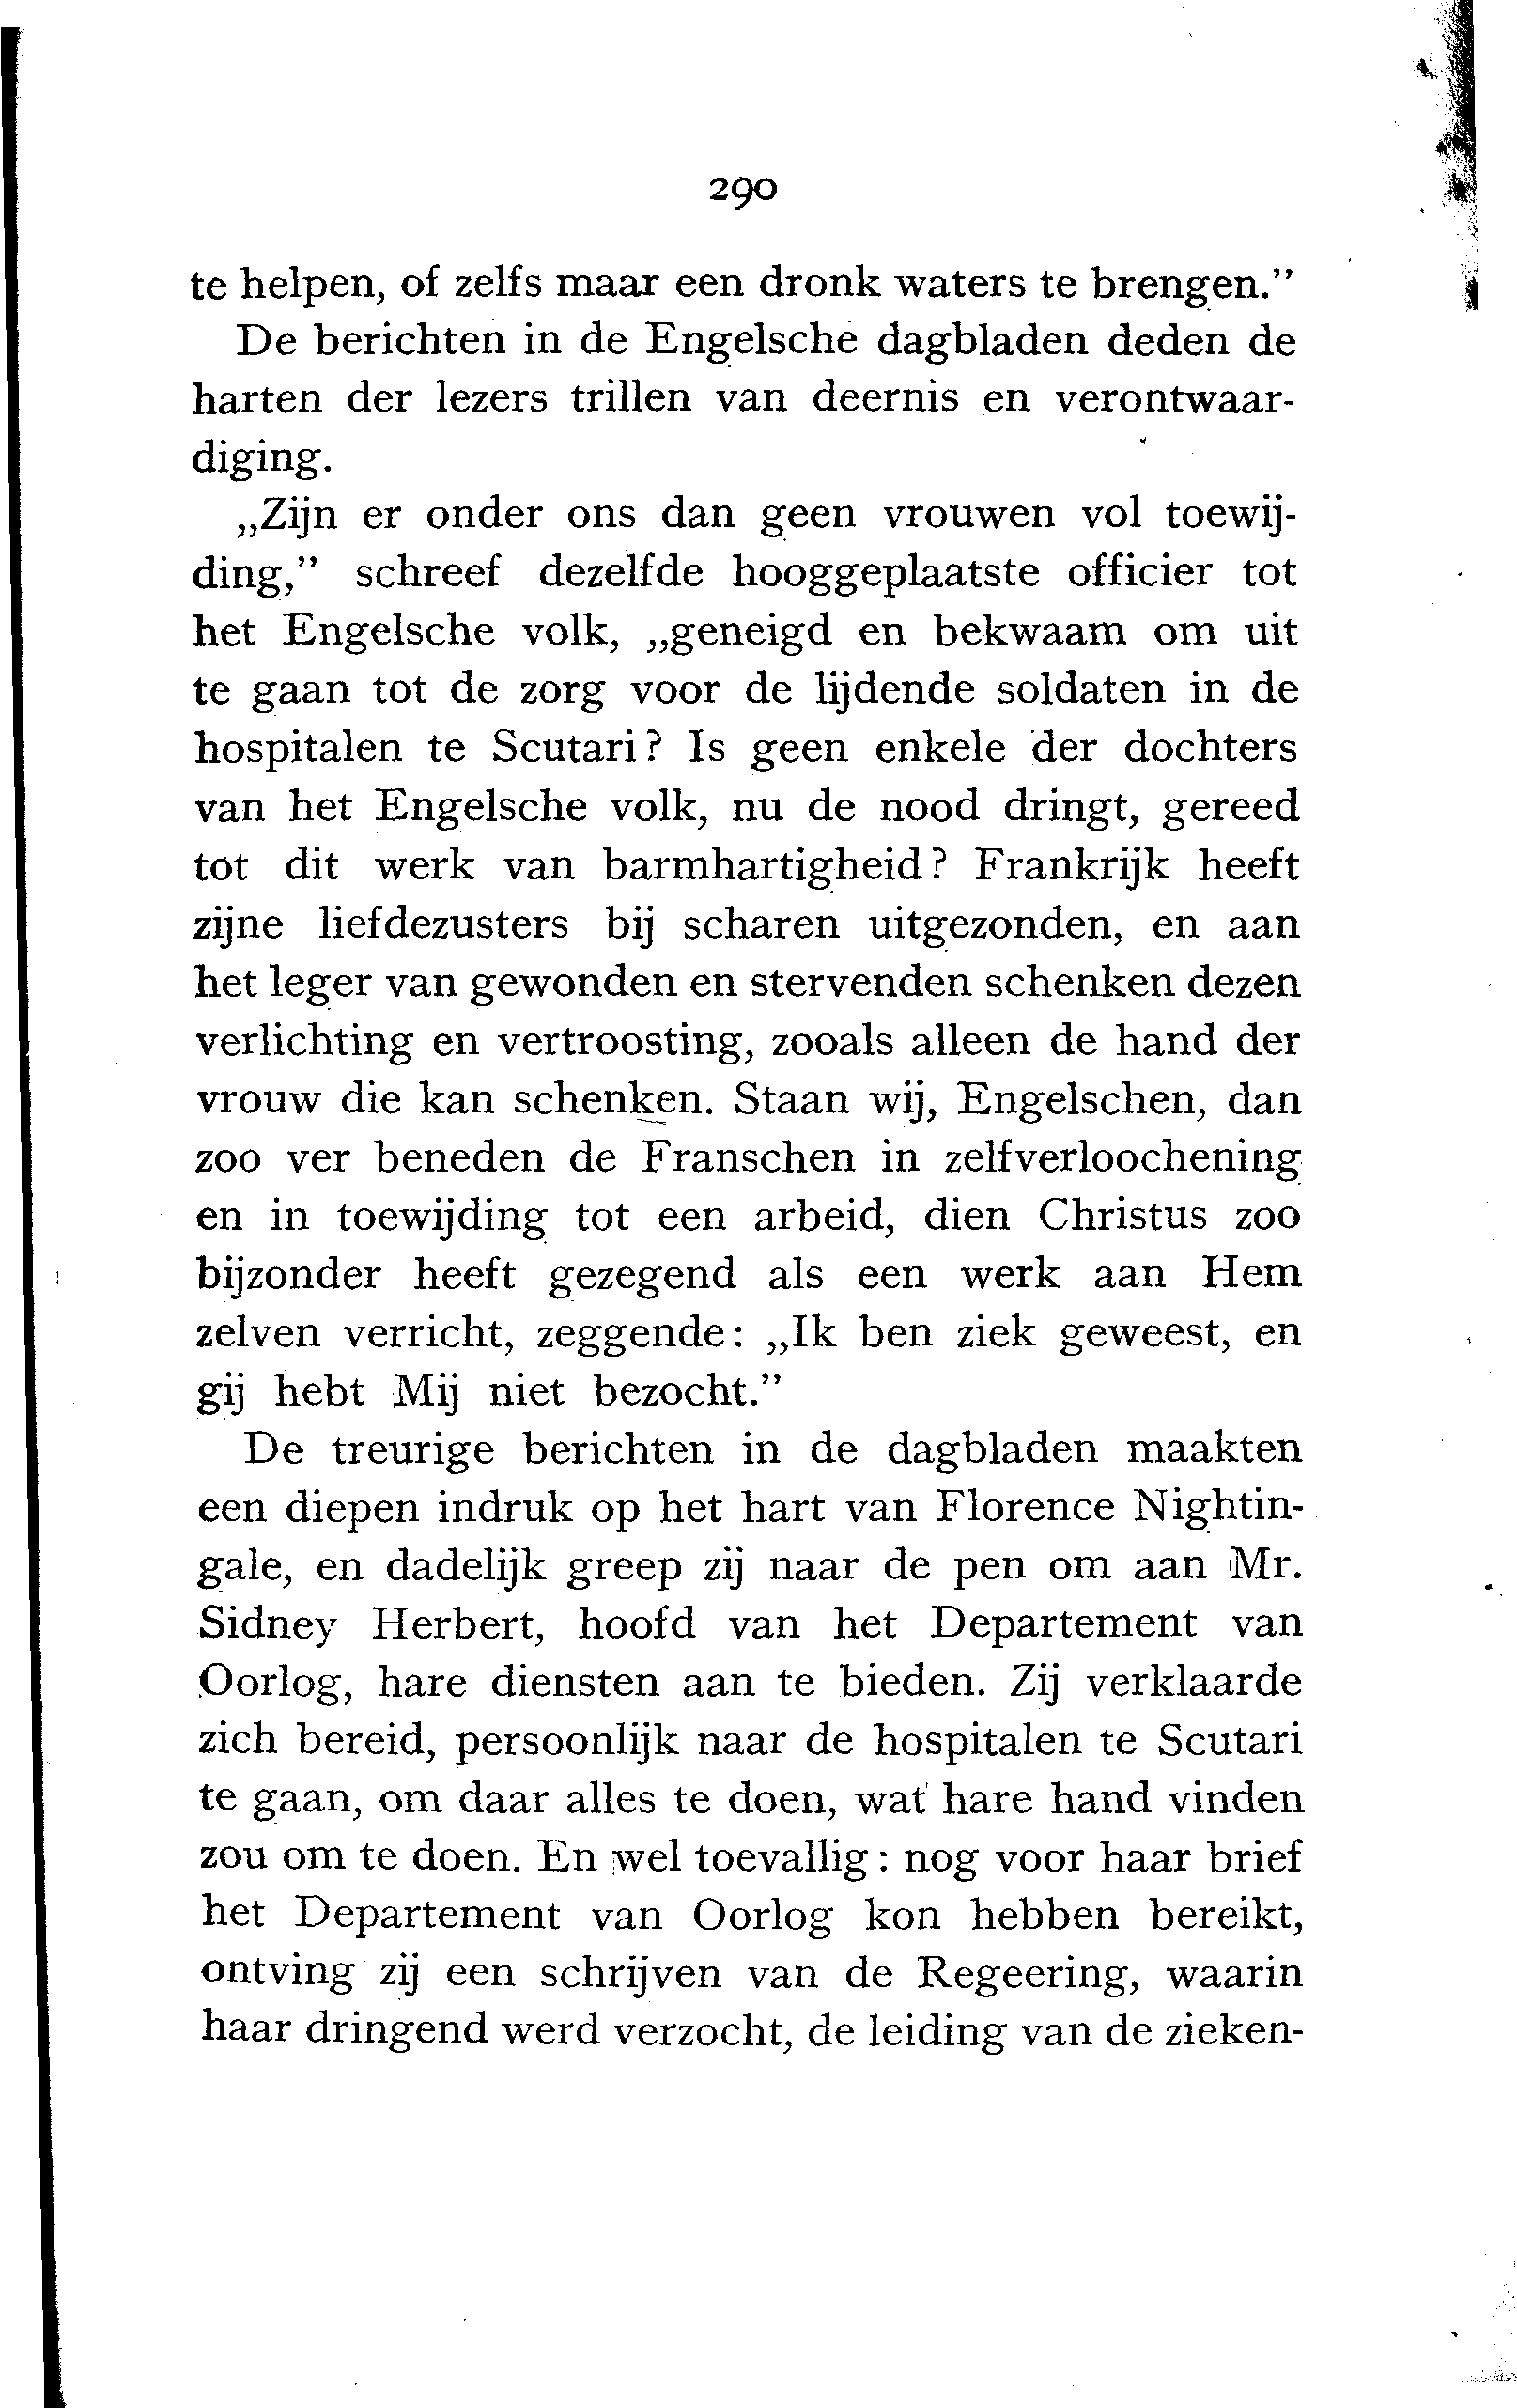 290
te helpen, of zelfs maar een dronk waters te brengen.”
De berichten in de Engelsche dagbladen deden de
harten der lezers trillen van deernis en verontwaar-
diging.
„Zijn er onder ons dan geen vrouwen vol toewij-
ding,” schreef dezelfde hooggeplaatste officier tot
het Engelsche volk, „geneigd en bekwaam om uit
te gaan tot de zorg voor de lijdende soldaten in de
hospitalen te Scutari? Is geen enkele der dochters
van het Engelsche volk, nu de nood dringt, gereed
tot dit werk van barmhartigheid? Frankrijk heeft
zijne liefdezusters bij scharen uitgezonden, en aan
het leger van gewonden en stervenden schenken dezen
verlichting en vertroosting, zooals alleen de hand der
vrouw die kan schenken. Staan wij, Engelschen, dan
zoo ver beneden de Franschen in zelfverloochening
en in toewijding tot een arbeid, dien Christus zoo
bijzonder heeft gezegend als een werk aan Hem
zelven verricht, zeggende: „Ik ben ziek geweest, en
gij hebt Mij niet bezocht.”
De treurige berichten in de dagbladen maakten
een diepen indruk op het hart van Florence Nightin-
gale, en dadelijk greep zij naar de pen om aan Mr.
Sidney Herbert, hoofd van het Departement van
Oorlog, hare diensten aan te bieden. Zij verklaarde
zich bereid, persoonlijk naar de hospitalen te Scutari
te gaan, om daar alles te doen, wat hare hand vinden
zou om te doen. En wel toevallig: nog voor haar brief
het Departement van Oorlog kon hebben bereikt,
ontving zij een schrijven van de Regeering, waarin
haar dringend werd verzocht, de leiding van de zieken-